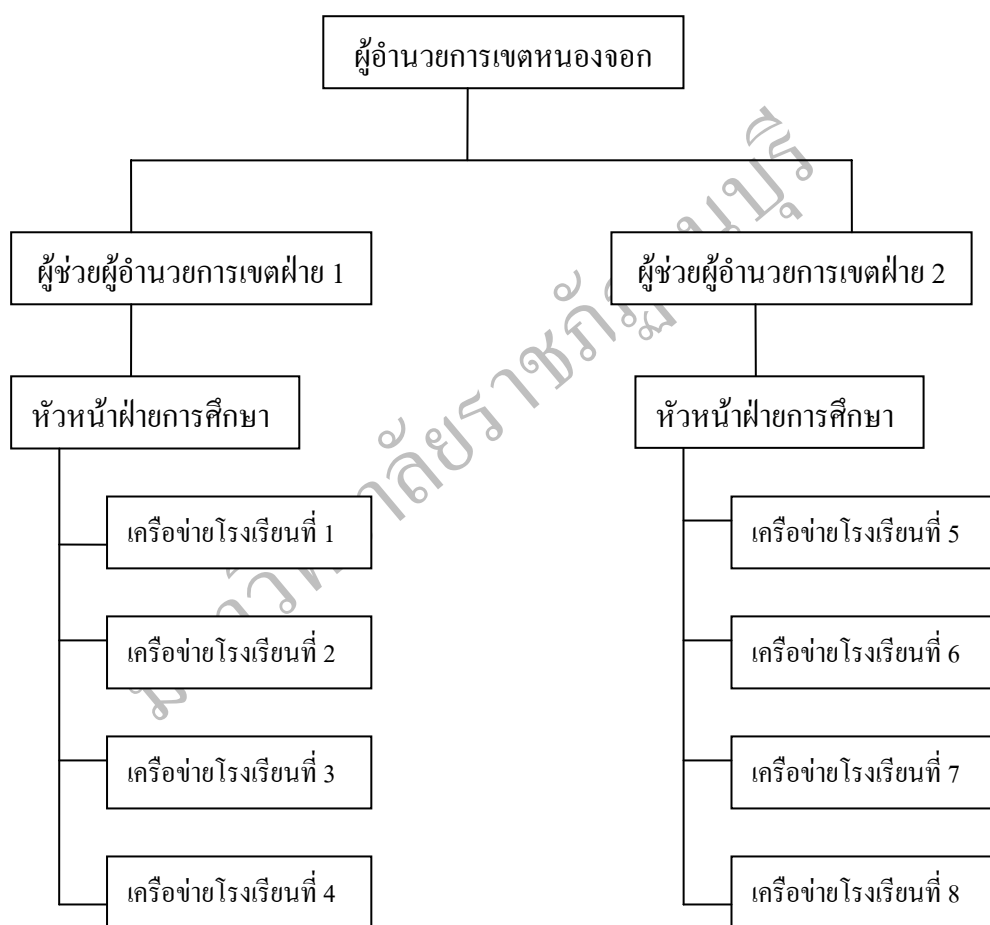 ผู้อำนวยการเขตหนองจอก
ผู้ช่วยผู้อำนวยการเขตฝ่าย 1
ผู้ช่วยผู้อำนวยการเขตฝ่าย 2
หัวหน้าฝ่ายการศึกษา
หัวหน้าฝ่ายการศึกษา
เครือข่ายโรงเรียนที่ 1
เครือข่ายโรงเรียนที่ 2
เครือข่ายโรงเรียนที่ 3
เครือข่ายโรงเรียนที่ 4
เครือข่ายโรงเรียนที่ 5
เครือข่ายโรงเรียนที่ 6
เครือข่ายโรงเรียนที่ 7
เครือข่ายโรงเรียนที่ 8